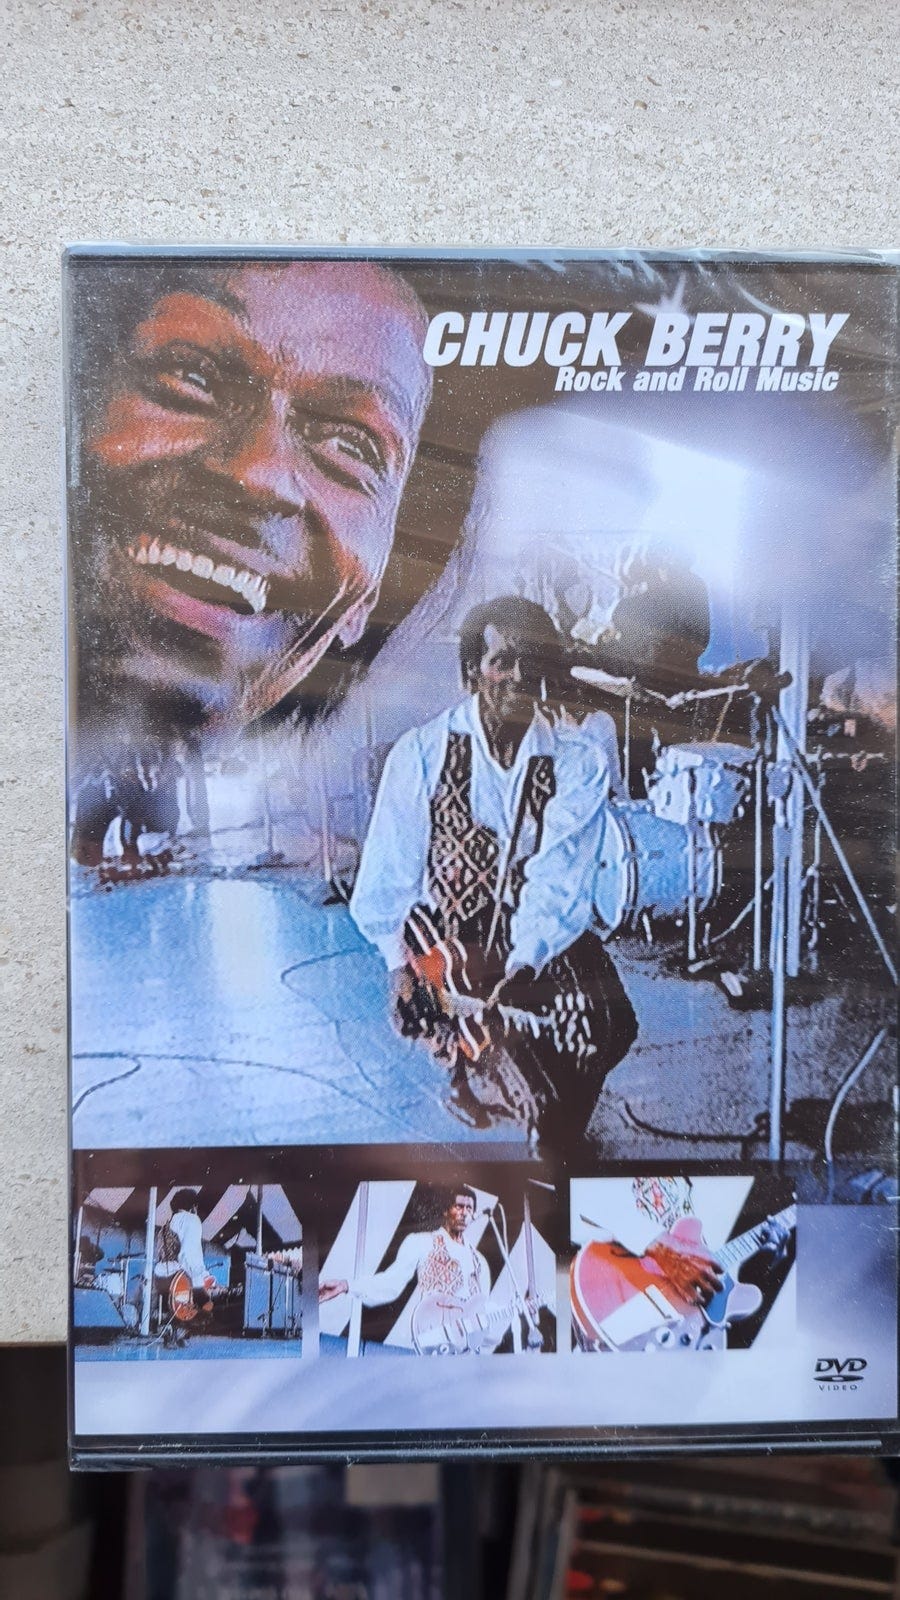 CHUCK BERRY
Rock and Roll Music
DVD
VIDEO